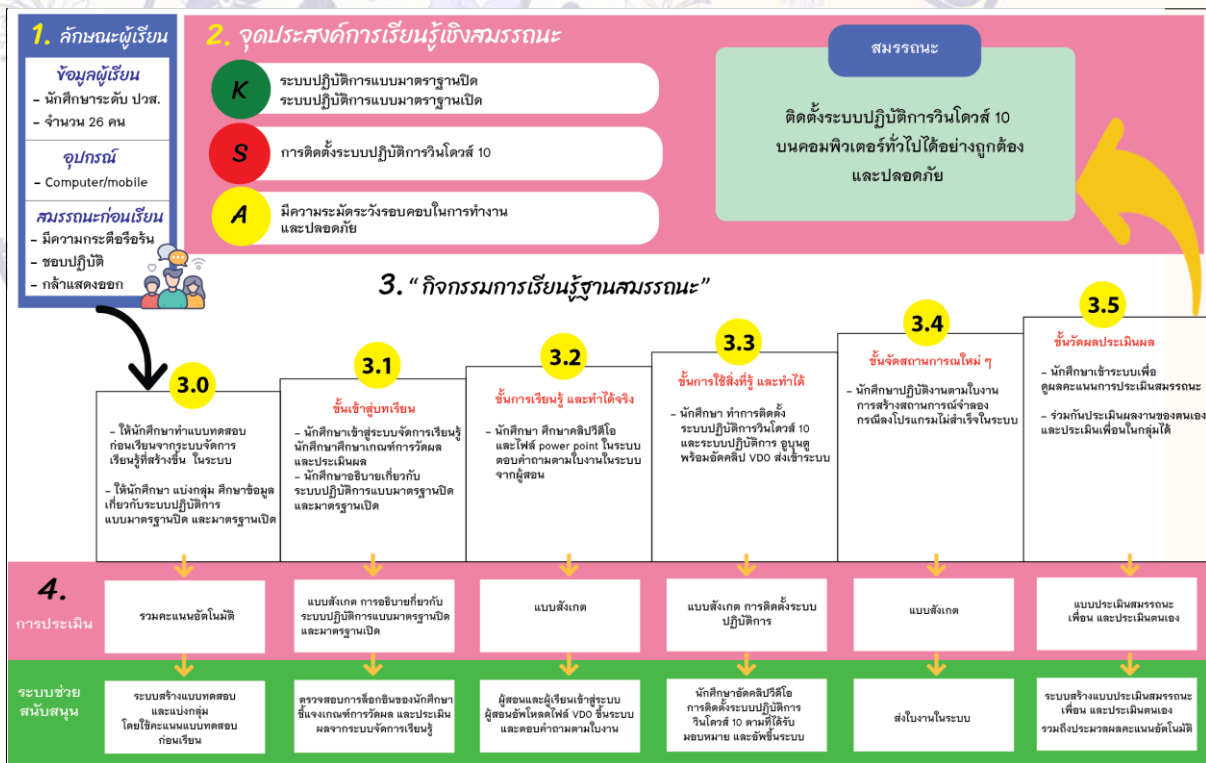 1. ลักษณะผู้เรียน
ข้อมูลผู้เรียน
- นักศึกษาระดับ ปวส.
- จำนวน 26 คน
อุปกรณ์
- Computer/mobile
สมรรถนะก่อนเรียน
- มีความกระตือรือร้น
- ชอบปฏิบัติ
- กล้าแสดงออก
2. จุดประสงค์การเรียนรู้เชิงสมรรถนะ
K
ระบบปฏิบัติการแบบมาตราฐานปิด
ระบบปฏิบัติการแบบมาตราฐานเปิด
S
การติดตั้งระบบปฏิบัติการวินโดวส์ 10
A
มีความระมัดระวังรอบคอบในการทำงาน
และปลอดภัย
สมรรถนะ
ติดตั้งระบบปฏิบัติการวินโดวส์ 10
บนคอมพิวเตอร์ทั่วไปได้อย่างถูกต้อง
และปลอดภัย
3. “กิจกรรมการเรียนรู้ฐานสมรรถนะ”
3.0
- ให้นักศึกษาทำแบบทดสอบ
ก่อนเรียนจากระบบจัดการ
เรียนรู้ที่สร้างขึ้น ในระบบ
- ให้นักศึกษา แบ่งกลุ่ม ศึกษาข้อมูล
เกี่ยวกับระบบปฏิบัติการ
แบบมาตรฐานปิด และมาตรฐานเปิด
3.1
ขั้นเข้าสู่บทเรียน
- นักศึกษาเข้าสู่ระบบจัดการเรียนรู้
นักศึกษาศึกษาเกณฑ์การวัดผล
และประเมินผล
- นักศึกษาอธิบายเกี่ยวกับ
ระบบปฏิบัติการแบบมาตรฐานปิด
และมาตรฐานเปิด
3.2
ขั้นการเรียนรู้ และทำได้จริง
- นักศึกษา ศึกษาคลิปวีดีโอ
และไฟล์ power point ในระบบ
ตอบคำถามตามใบงานในระบบ
จากผู้สอน
3.3
ขั้นการใช้สิ่งที่รู้ และทำได้
- นักศึกษา ทำการติดตั้ง
ระบบปฏิบัติการวินโดวส์ 10
และระบบปฏิบัติการ อูบุนตู
พร้อมอัดคลิป VDO ส่งเข้าระบบ
3.4
ขั้นจัดสถานการณใหม่ ๆ
- นักศึกษาปฏิบัติงานตามใบงาน
การสร้างสถานการณ์จำลอง
กรณีลงโปรแกรมไม่สำเร็จในระบบ
3.5
ขั้นวัดผลประเมินผล
- นักศึกษาเข้าระบบเพื่อ
ดูผลคะแนนการประเมินสมรรถนะ
- ร่วมกันประเมินผลงานของตนเอง
และประเมินเพื่อนในกลุ่มได้
4.
การประเมิน
รวมคะแนนอัตโนมัติ
แบบสังเกต การอธิบายกี่ยวกับ
ระบบปฏิบัติการแบบมาตรฐานปิด
และมาตรฐานเปิด
แบบสังเกต
แบบสังเกต การติดตั้งระบบ
ปฏิบัติการ
แบบสังเกต
แบบประเมินสมรรถนะ
เพื่อน และประเมินตนเอง
ระบบช่วย
สนับสนุน
ระบบสร้างแบบทดสอบ
และแบ่งกลุ่ม
โดยใช้คะแนนแบบทดสอบ
ก่อนเรียน
ตรวจสอบการล็อกอินของนักศึกษา
ชี้แจงเกณฑ์การวัดผล และประเมิน
ผลจากระบบจัดการเรียนรู้
ผู้สอนและผู้เรียนเข้าสู่ระบบ
ผู้สอนอัพโหลดไฟล์ VDO ขึ้นระบบ
และตอบคำถามตามใบงาน
นักศึกษาอัดคลิปวีดีโอ
การติดตั้งระบบปฏิบัติการ
วินโดวส์ 10 ตามที่ได้รับ
มอบหมาย และอัพขึ้นระบบ
ส่งใบงานในระบบ
ระบบสร้างแบบประเมินสมรรถนะ
เพื่อน และประเมินตนเอง
รวมถึงประมวลผลคะแนนอัตโนมัติ